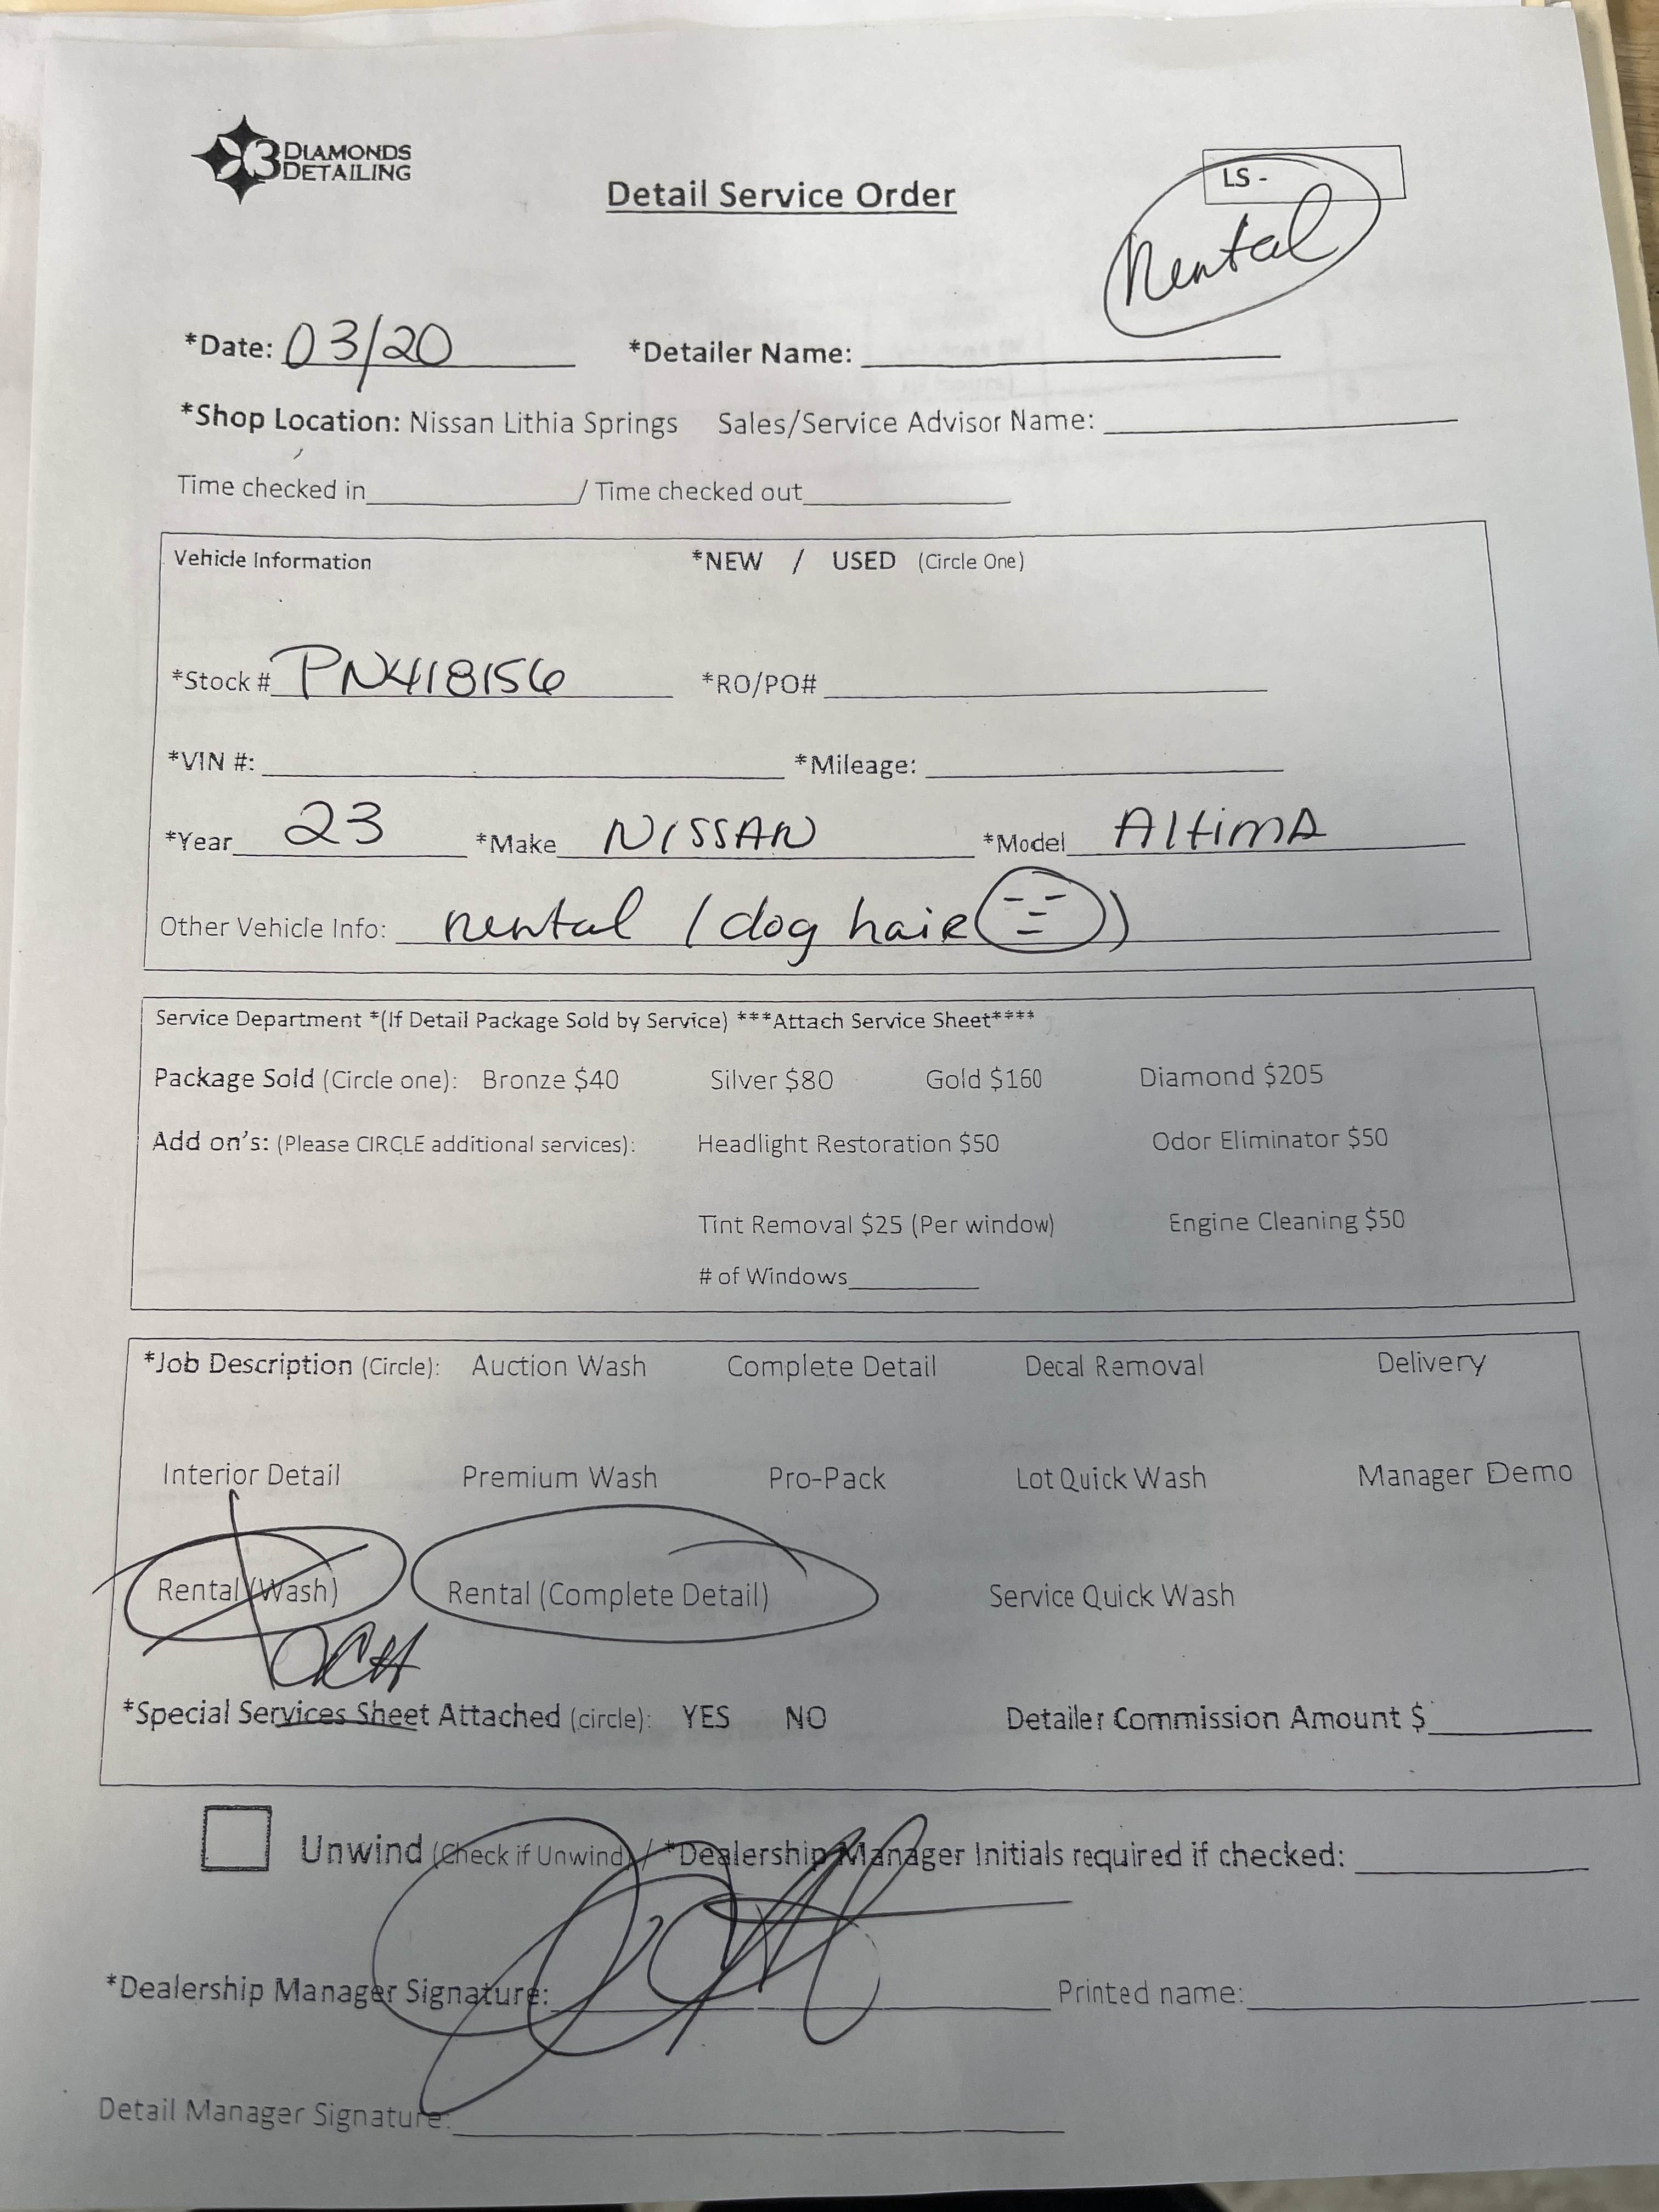 3 DIAMONDS
DETAILING
Detail Service Order
LS -
Rental
*Date: 03/20 *Detailer Name:
*Shop Location: Nissan Lithia Springs Sales/Service Advisor Name:
Time checked in / Time checked out
Vehicle Information *NEW / USED (Circle One)
*Stock # PN418156 *RO/PO#
*VIN #: *Mileage:
*Year 23 *Make NISSAN *Model AltimA
Other Vehicle Info: rental (dog hair )
Service Department *(If Detail Package Sold by Service) ***Attach Service Sheet****
Package Sold (Circle one): Bronze $40 Silver $80 Gold $160 Diamond $205
Add on's: (Please CIRCLE additional services): Headlight Restoration $50 Odor Eliminator $50
Tint Removal $25 (Per window) Engine Cleaning $50
# of Windows
*Job Description (Circle): Auction Wash Complete Detail Decal Removal Delivery
Interior Detail Premium Wash Pro-Pack Lot Quick Wash Manager Demo
Rental (Wash) Rental (Complete Detail) Service Quick Wash
*Special Services Sheet Attached (circle): YES NO Detailer Commission Amount $
Unwind (Check if Unwind) / *Dealership Manager Initials required if checked:
*Dealership Manager Signature: Printed name:
Detail Manager Signature: